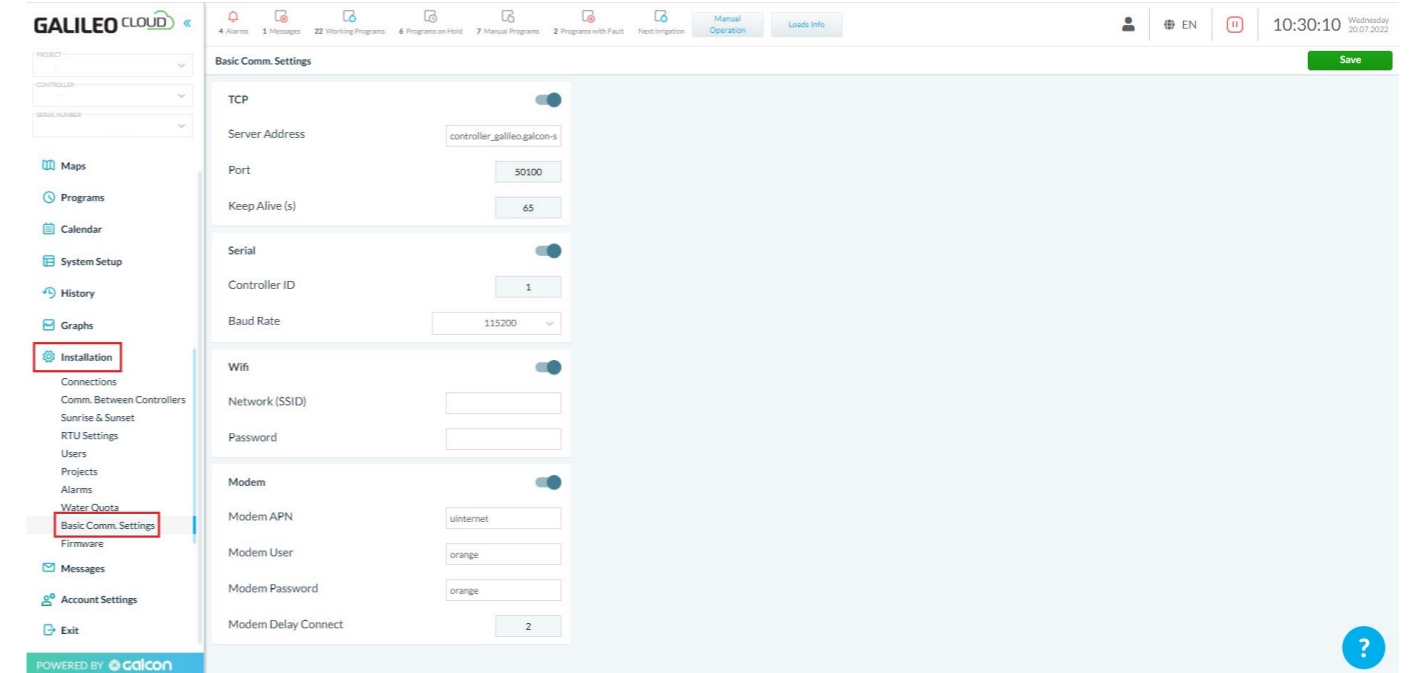 GALILEO CLOUD «
4 Alarms 1 Messages 22 Working Programs 6 Programs on Hold 7 Manual Programs 2 Programs with Fault Next Irrigation Manual Operation Loads Info EN 10:30:10 Wednesday 20.07.2022
PROJECT
CONTROLLER
SERIAL NUMBER
Maps
Programs
Calendar
System Setup
History
Graphs
Installation
Connections
Comm. Between Controllers
Sunrise & Sunset
RTU Settings
Users
Projects
Alarms
Water Quota
Basic Comm. Settings
Firmware
Messages
Account Settings
Exit
POWERED BY Galcon
Basic Comm. Settings Save
TCP
Server Address controller_galileo.galcon-s
Port 50100
Keep Alive (s) 65
Serial
Controller ID 1
Baud Rate 115200
Wifi
Network (SSID)
Password
Modem
Modem APN uinternet
Modem User orange
Modem Password orange
Modem Delay Connect 2
?